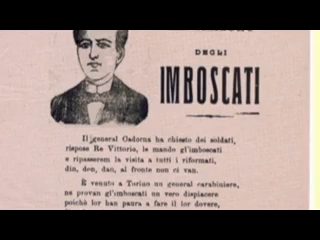 DEGLI
IMBOSCATI
Il general Cadorna ha chiesto dei soldati,
rispose Re Vittorio, le mando gl'imboscati
e ripasserem la visita a tutti i riformati,
din, den, dan, al fronte non ci van.
È venuto a Torino un general carabiniere,
ne provan gl'imboscati un vero dispiacere
poichè lor han paura a fare il lor dovere,